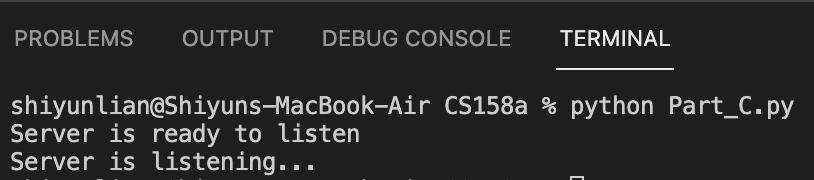 PROBLEMS OUTPUT DEBUG CONSOLE TERMINAL
shiyunlian@Shiyuns-MacBook-Air CS158a % python Part_C.py
Server is ready to listen
Server is listening...